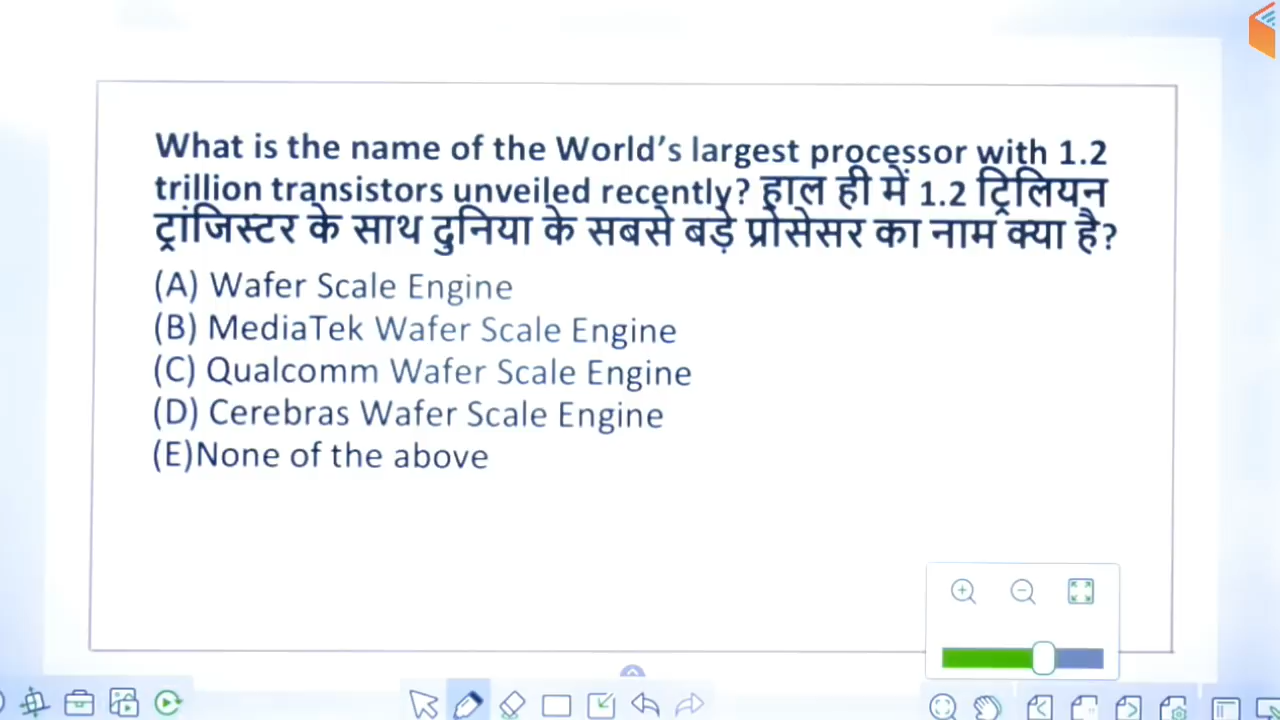 What is the name of the World's largest processor with 1.2
trillion transistors unveiled recently? हाल ही में 1.2 ट्रिलियन
ट्रांजिस्टर के साथ दुनिया के सबसे बड़े प्रोसेसर का नाम क्या है?
(A) Wafer Scale Engine
(B) MediaTek Wafer Scale Engine
(C) Qualcomm Wafer Scale Engine
(D) Cerebras Wafer Scale Engine
(E)None of the above